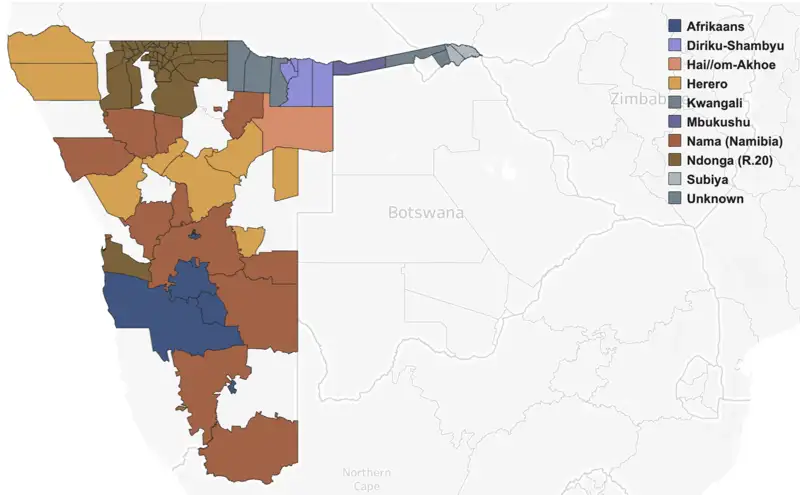 Afrikaans
Diriku-Shambyu
Hai//om-Akhoe
Herero
Kwangali
Mbukushu
Nama (Namibia)
Ndonga (R.20)
Subiya
Unknown
Zimbab
Botswana
Northern
Cape